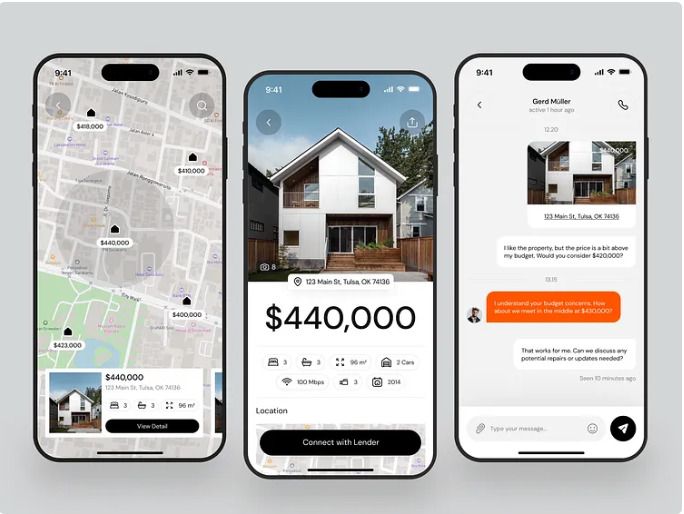 9:41
Jalan Kyaidiguru
$418,000
Jalan Ronggowarsito
$410,000
$440,000
$400,000
$423,000
$440,000
123 Main St, Tulsa, OK 74136
3
3
96 m²
View Detail
9:41
8
123 Main St, Tulsa, OK 74136
$440,000
3
3
96 m²
2 Cars
100 Mbps
3
2014
Location
Connect with Lender
9:41
Gerd Müller
active 1 hour ago
12.20
$440,000
123 Main St, Tulsa, OK 74136
I like the property, but the price is a bit above
my budget. Would you consider $420,000?
13.15
I understand your budget concerns. How
about we meet in the middle at $430,000?
That works for me. Can we discuss any
potential repairs or updates needed?
Seen 10 minutes ago
Type your message...